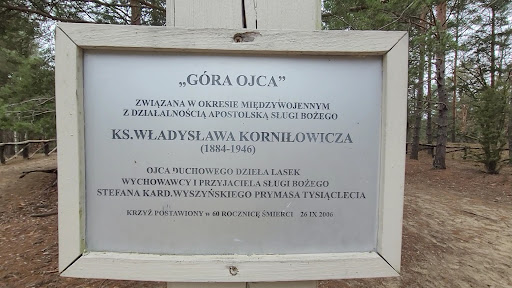 „GÓRA OJCA”
ZWIĄZANA W OKRESIE MIĘDZYWOJENNYM
Z DZIAŁALNOŚCIĄ APOSTOLSKĄ SŁUGI BOŻEGO
KS.WŁADYSŁAWA KORNIŁOWICZA
(1884-1946)
OJCA DUCHOWEGO DZIEŁA LASEK
WYCHOWAWCY I PRZYJACIELA SŁUGI BOŻEGO
STEFANA KARD.WYSZYŃSKIEGO PRYMASA TYSIĄCLECIA
KRZYŻ POSTAWIONY w 60 ROCZNICĘ ŚMIERCI 26 IX 2006